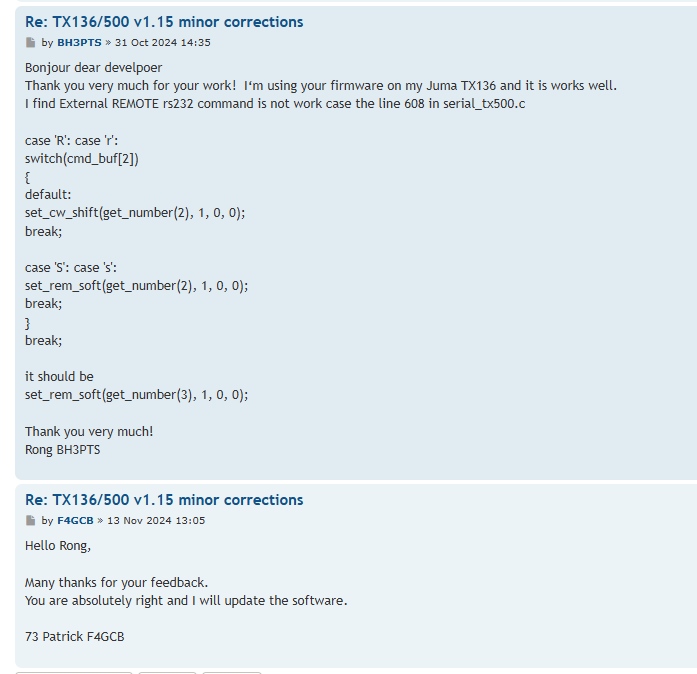 Re: TX136/500 v1.15 minor corrections
by BH3PTS » 31 Oct 2024 14:35
Bonjour dear develpoer
Thank you very much for your work! I'm using your firmware on my Juma TX136 and it is works well.
I find External REMOTE rs232 command is not work case the line 608 in serial_tx500.c
case 'R': case 'r':
switch(cmd_buf[2])
{
default:
set_cw_shift(get_number(2), 1, 0, 0);
break;
case 'S': case 's':
set_rem_soft(get_number(2), 1, 0, 0);
break;
}
break;
it should be
set_rem_soft(get_number(3), 1, 0, 0);
Thank you very much!
Rong BH3PTS
Re: TX136/500 v1.15 minor corrections
by F4GCB » 13 Nov 2024 13:05
Hello Rong,
Many thanks for your feedback.
You are absolutely right and I will update the software.
73 Patrick F4GCB